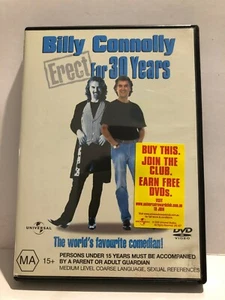 Billy Connolly
Erect For 30 Years
BUY THIS.
JOIN THE
CLUB.
EARN FREE
DVDs.
UNIVERSAL
DVD
VIDEO
The world's favourite comedian!
MA 15+
PERSONS UNDER 15 YEARS MUST BE ACCOMPANIED
BY A PARENT OR ADULT GUARDIAN
MEDIUM LEVEL COARSE LANGUAGE, SEXUAL REFERENCES